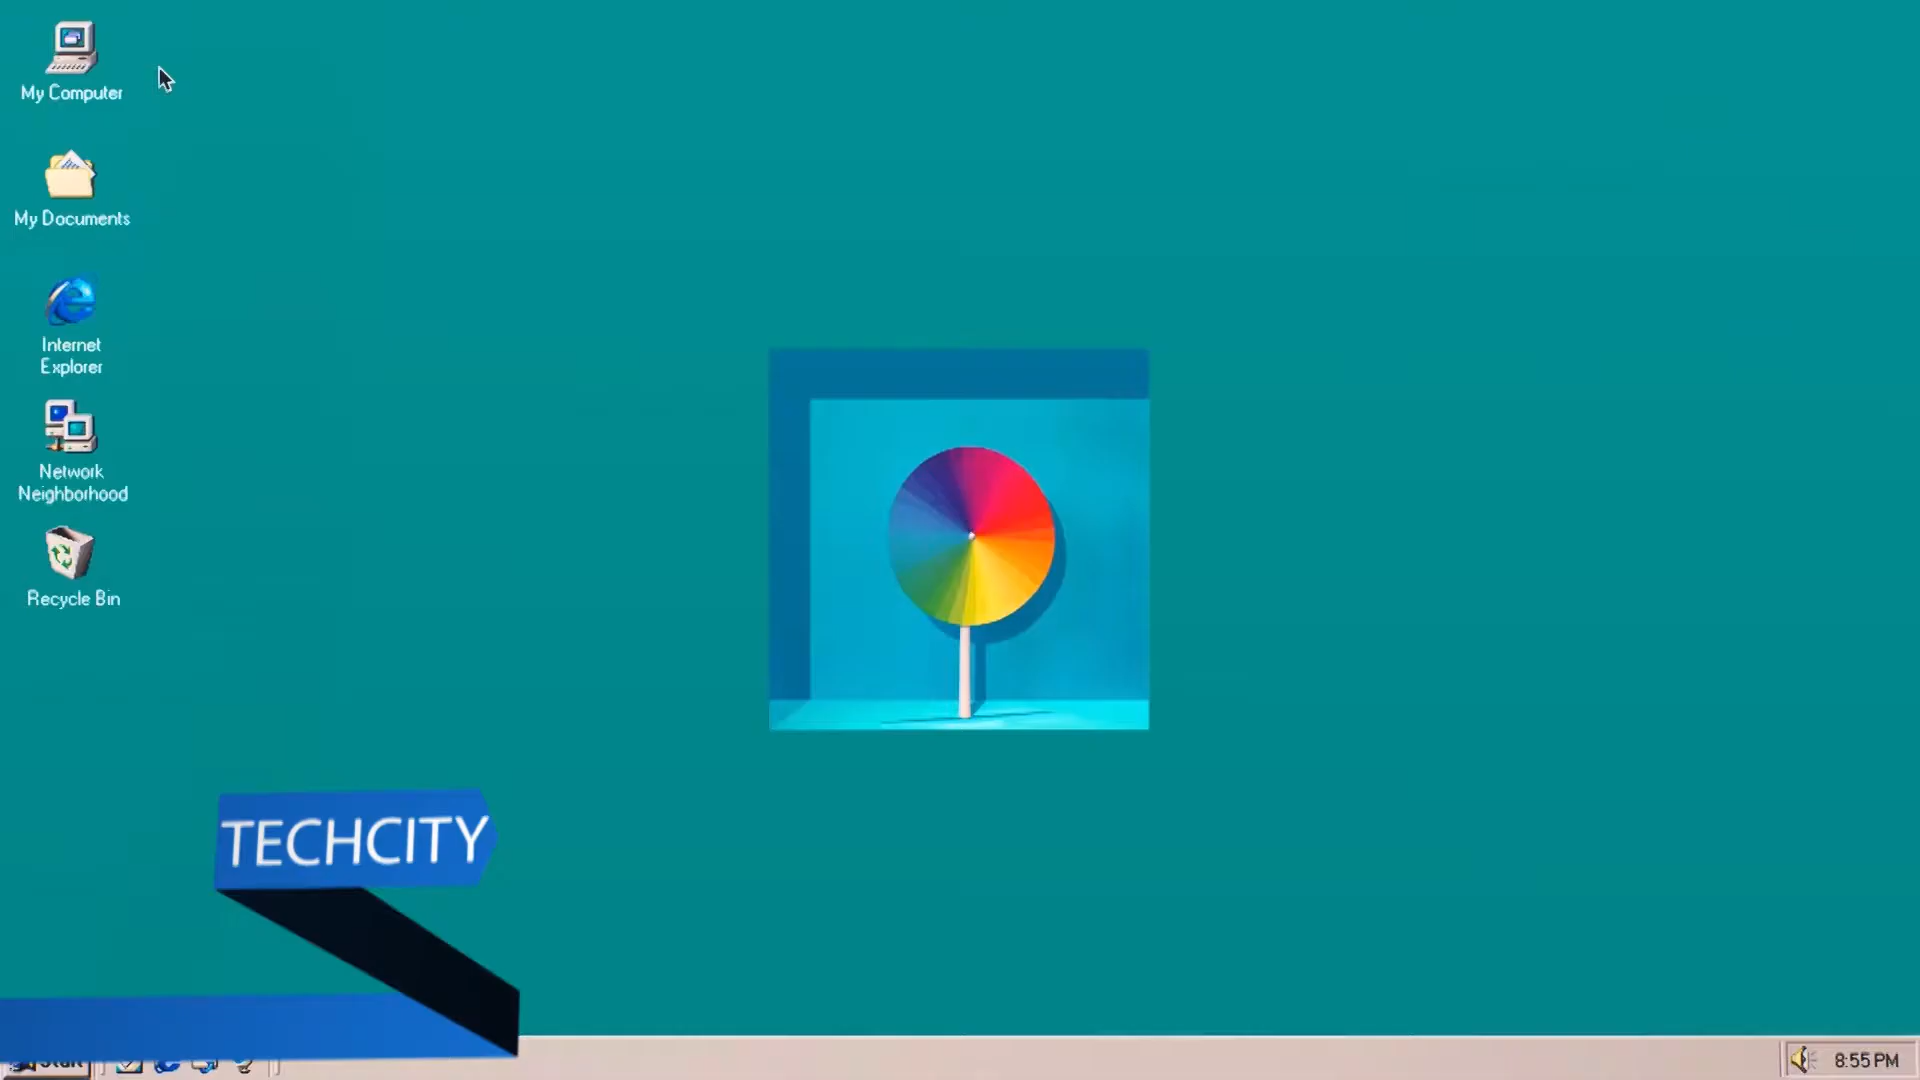 My Computer
My Documents
Internet
Explorer
Network
Neighborhood
Recycle Bin
TECHCITY
Start
8:55 PM